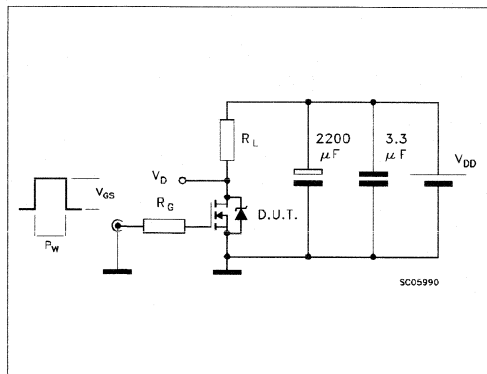 R_L
2200
μF
3.3
μF
V_DD
V_D
V_GS
R_G
D.U.T.
P_W
SC05990